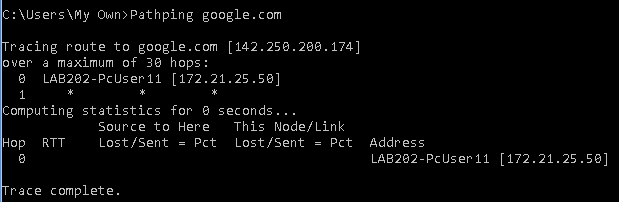 C:\Users\My Own>Pathping google.com
Tracing route to google.com [142.250.200.174]
over a maximum of 30 hops:
  0  LAB202-PcUser11 [172.21.25.50]
  1     *        *        *
Computing statistics for 0 seconds...
            Source to Here   This Node/Link
Hop  RTT    Lost/Sent = Pct  Lost/Sent = Pct  Address
  0                                           LAB202-PcUser11 [172.21.25.50]
Trace complete.